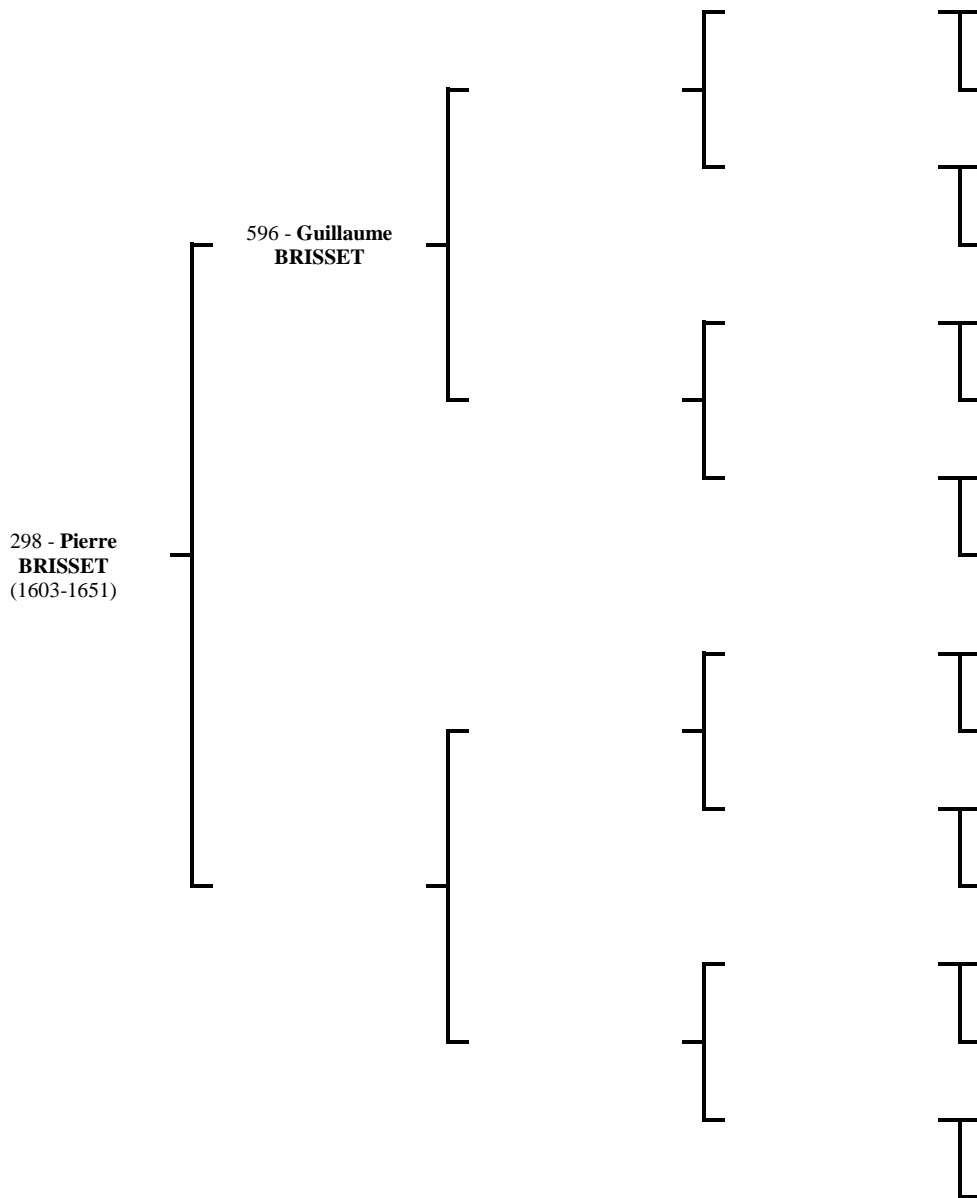 596 - Guillaume
BRISSET
298 - Pierre
BRISSET
(1603-1651)